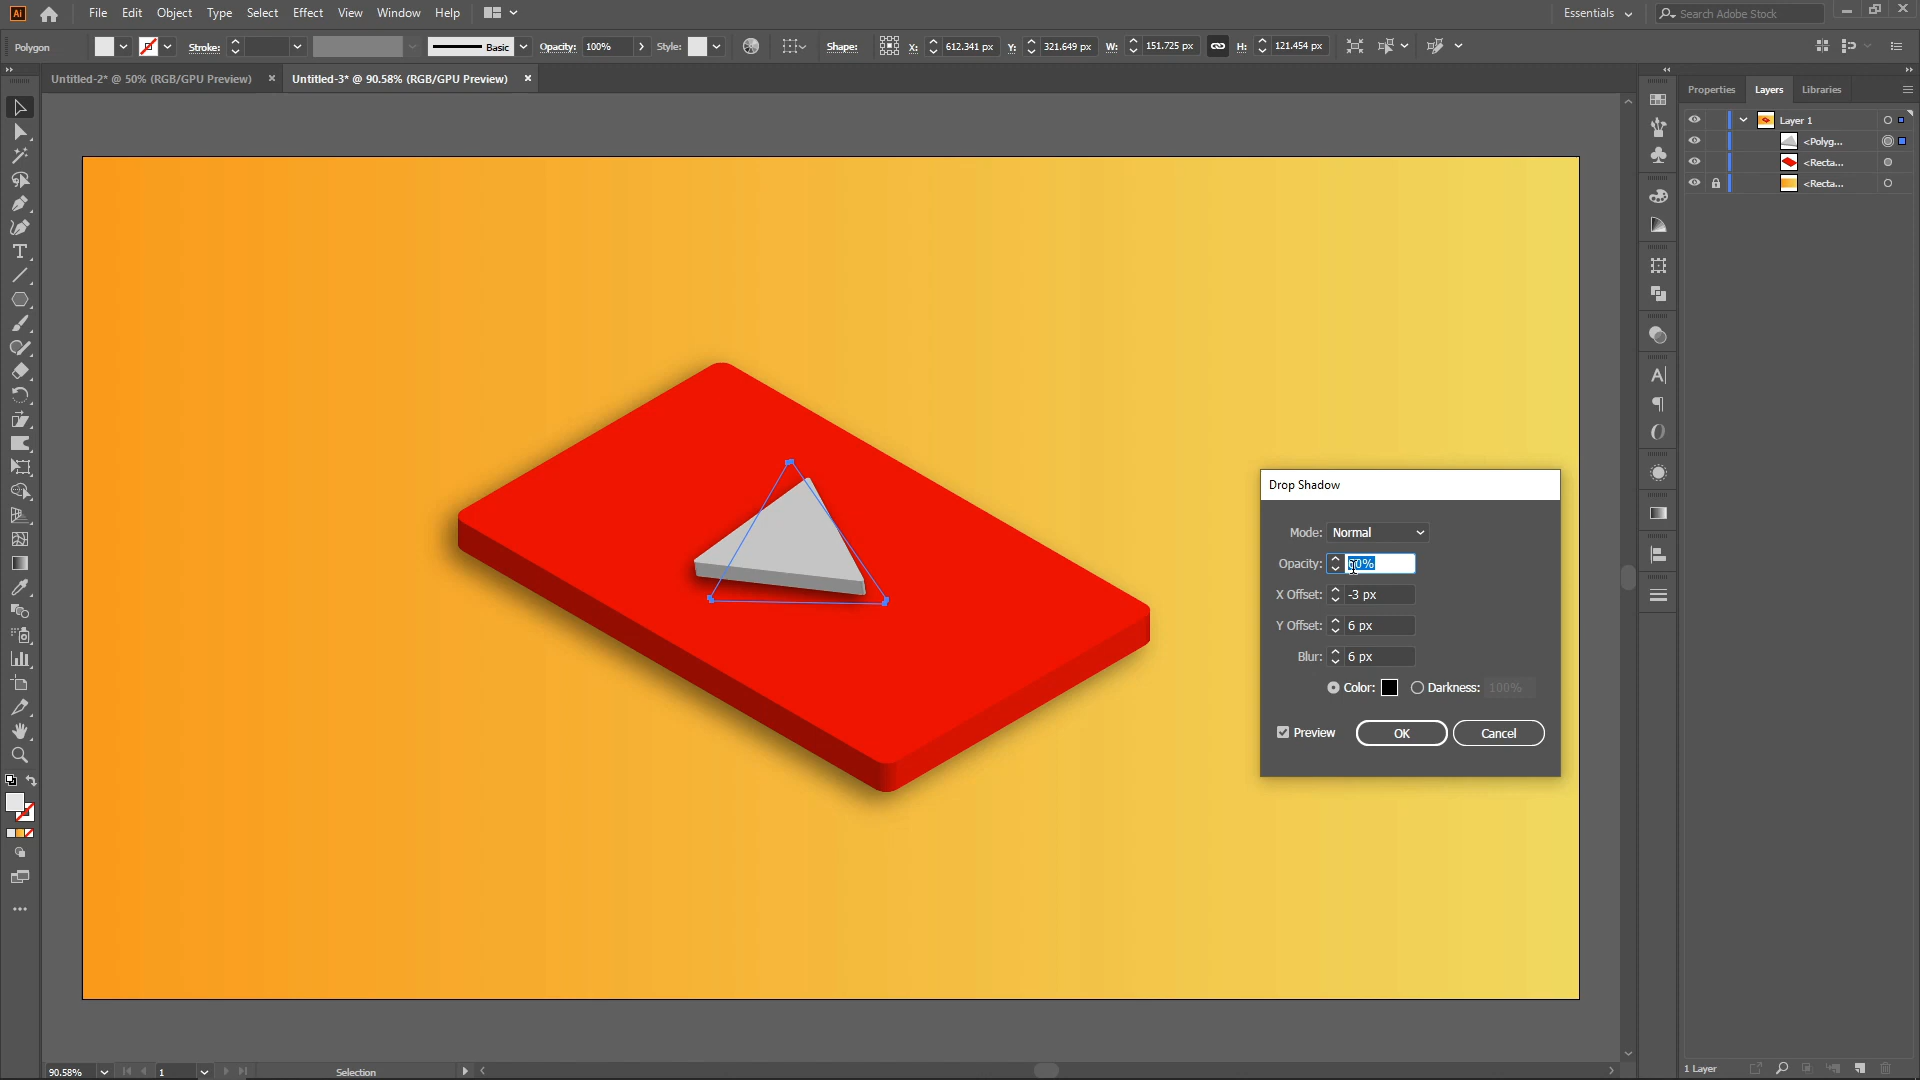 Ai File Edit Object Type Select Effect View Window Help Essentials Search Adobe Stock
Polygon Stroke: Basic Opacity: 100% Style: Shape: X: 612.341 px Y: 321.649 px W: 151.725 px H: 121.454 px
Untitled-2* @ 50% (RGB/GPU Preview) Untitled-3* @ 90.58% (RGB/GPU Preview)
Properties Layers Libraries
Layer 1
<Polyg...
<Recta...
<Recta...
Drop Shadow
Mode: Normal
Opacity:
X Offset: -3 px
Y Offset: 6 px
Blur: 6 px
Color: Darkness: 100%
Preview OK Cancel
90.58% 1 Selection 1 Layer